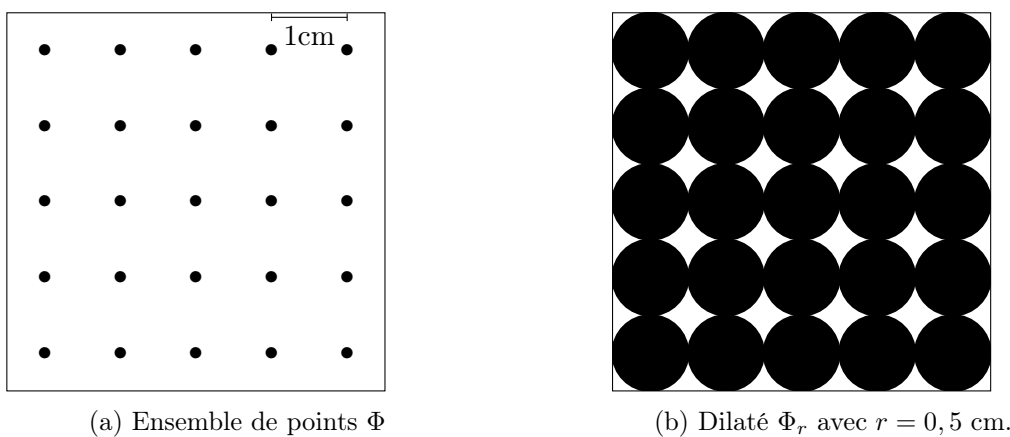 1cm
(a) Ensemble de points Φ
(b) Dilaté Φ_r avec r = 0, 5 cm.